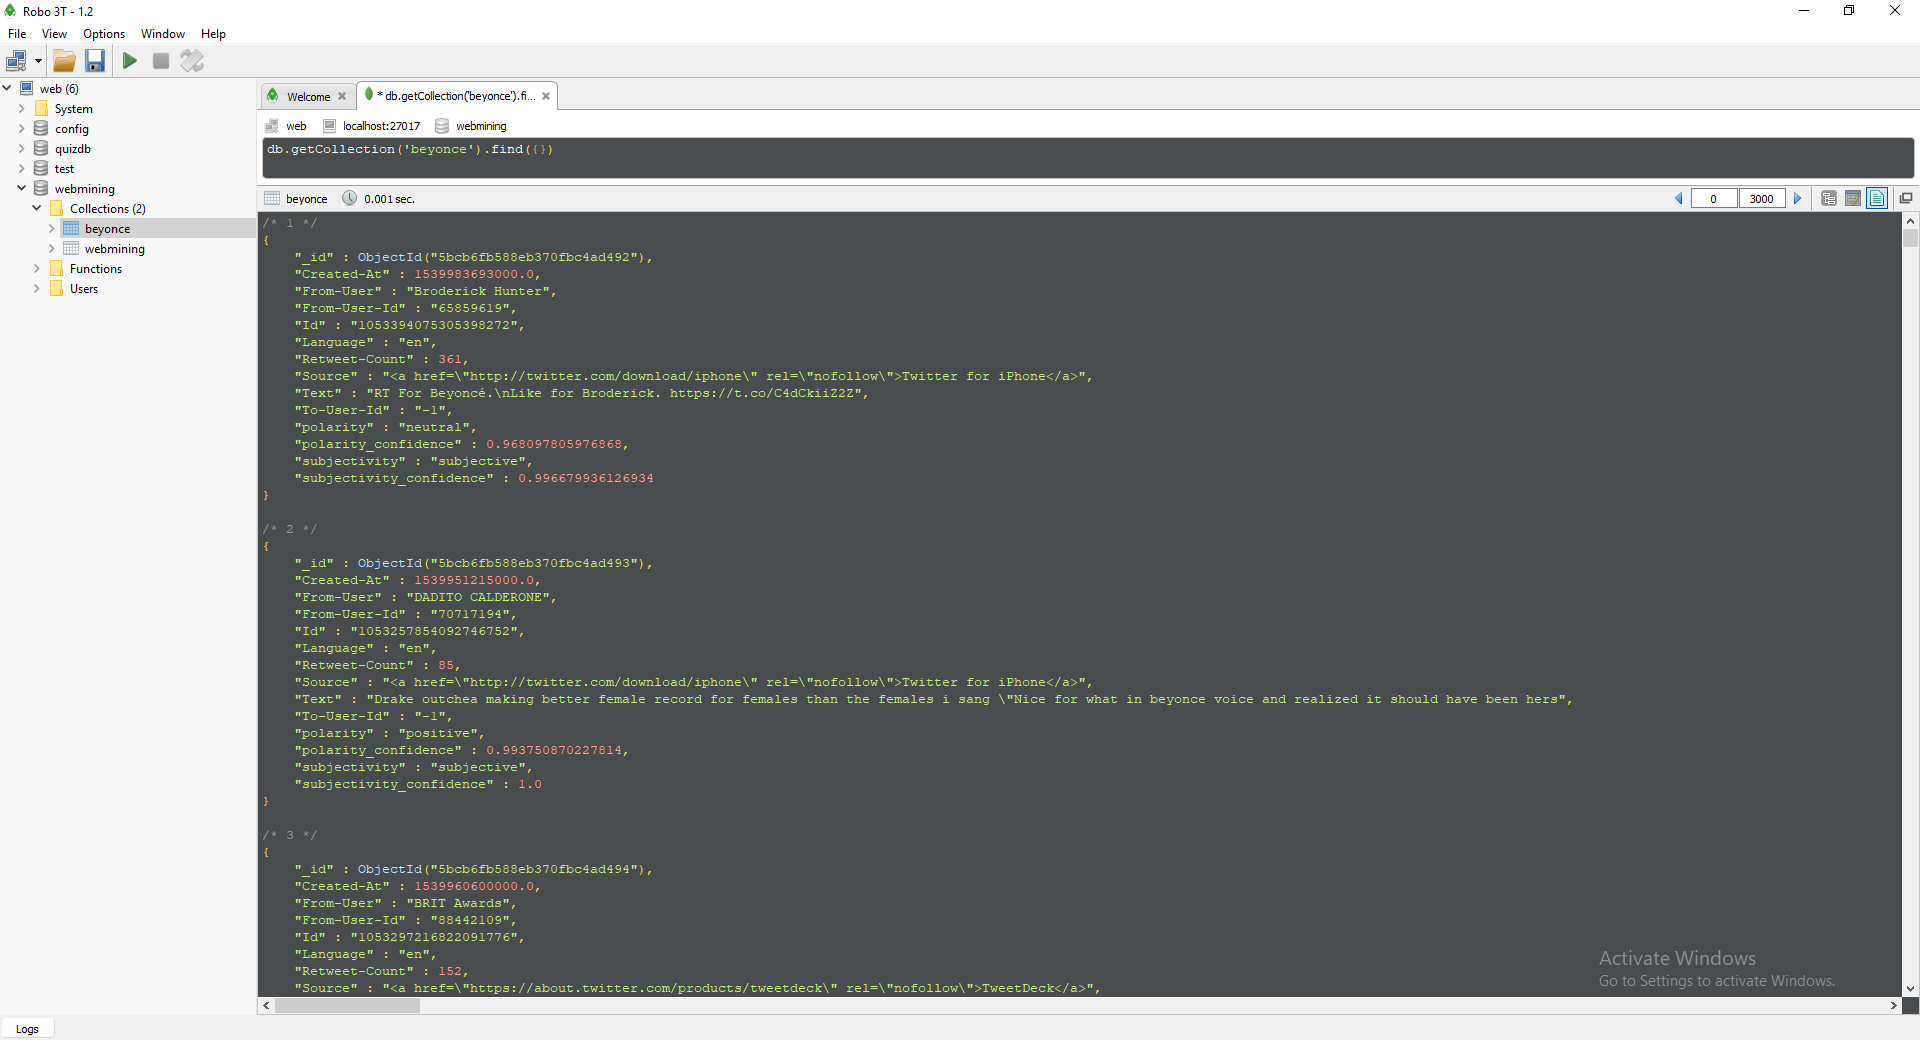 Robo 3T - 1.2
File View Options Window Help
web (6)
System
config
quizdb
test
webmining
Collections (2)
beyonce
webmining
Functions
Users
Welcome
* db.getCollection('beyonce').fi...
web localhost:27017 webmining
db.getCollection('beyonce').find({})
beyonce 0.001 sec. 0 3000
/* 1 */
{
"_id" : ObjectId("5bcb6fb588eb370fbc4ad492"),
"Created-At" : 1539983693000.0,
"From-User" : "Broderick Hunter",
"From-User-Id" : "65859619",
"Id" : "1053394075305398272",
"Language" : "en",
"Retweet-Count" : 361,
"Source" : "<a href=\"http://twitter.com/download/iphone\" rel=\"nofollow\">Twitter for iPhone</a>",
"Text" : "RT For Beyoncé.\nLike for Broderick. https://t.co/C4dCkiiZ2Z",
"To-User-Id" : "-1",
"polarity" : "neutral",
"polarity_confidence" : 0.968097805976868,
"subjectivity" : "subjective",
"subjectivity_confidence" : 0.996679936126934
}
/* 2 */
{
"_id" : ObjectId("5bcb6fb588eb370fbc4ad493"),
"Created-At" : 1539951215000.0,
"From-User" : "DADITO CALDERONE",
"From-User-Id" : "70717194",
"Id" : "1053257854092746752",
"Language" : "en",
"Retweet-Count" : 85,
"Source" : "<a href=\"http://twitter.com/download/iphone\" rel=\"nofollow\">Twitter for iPhone</a>",
"Text" : "Drake outchea making better female record for females than the females i sang \"Nice for what in beyonce voice and realized it should have been hers",
"To-User-Id" : "-1",
"polarity" : "positive",
"polarity_confidence" : 0.993750870227814,
"subjectivity" : "subjective",
"subjectivity_confidence" : 1.0
}
/* 3 */
{
"_id" : ObjectId("5bcb6fb588eb370fbc4ad494"),
"Created-At" : 1539960600000.0,
"From-User" : "BRIT Awards",
"From-User-Id" : "88442109",
"Id" : "1053297216822091776",
"Language" : "en",
"Retweet-Count" : 152,
"Source" : "<a href=\"https://about.twitter.com/products/tweetdeck\" rel=\"nofollow\">TweetDeck</a>",
Activate Windows
Go to Settings to activate Windows.
Logs